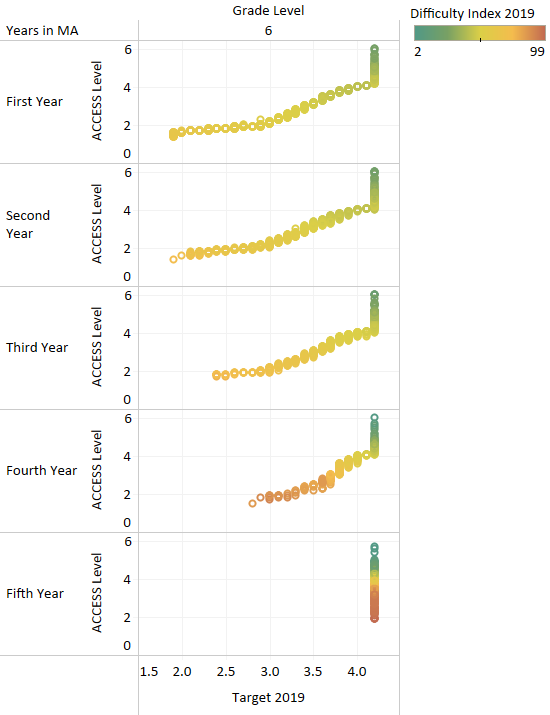 Grade Level
Difficulty Index 2019
Years in MA
6
2
99
First Year
ACCESS Level
6
4
2
0
Second
Year
ACCESS Level
6
4
2
0
Third Year
ACCESS Level
6
4
2
0
Fourth Year
ACCESS Level
6
4
2
0
Fifth Year
ACCESS Level
6
4
2
0
1.5 2.0 2.5 3.0 3.5 4.0
Target 2019